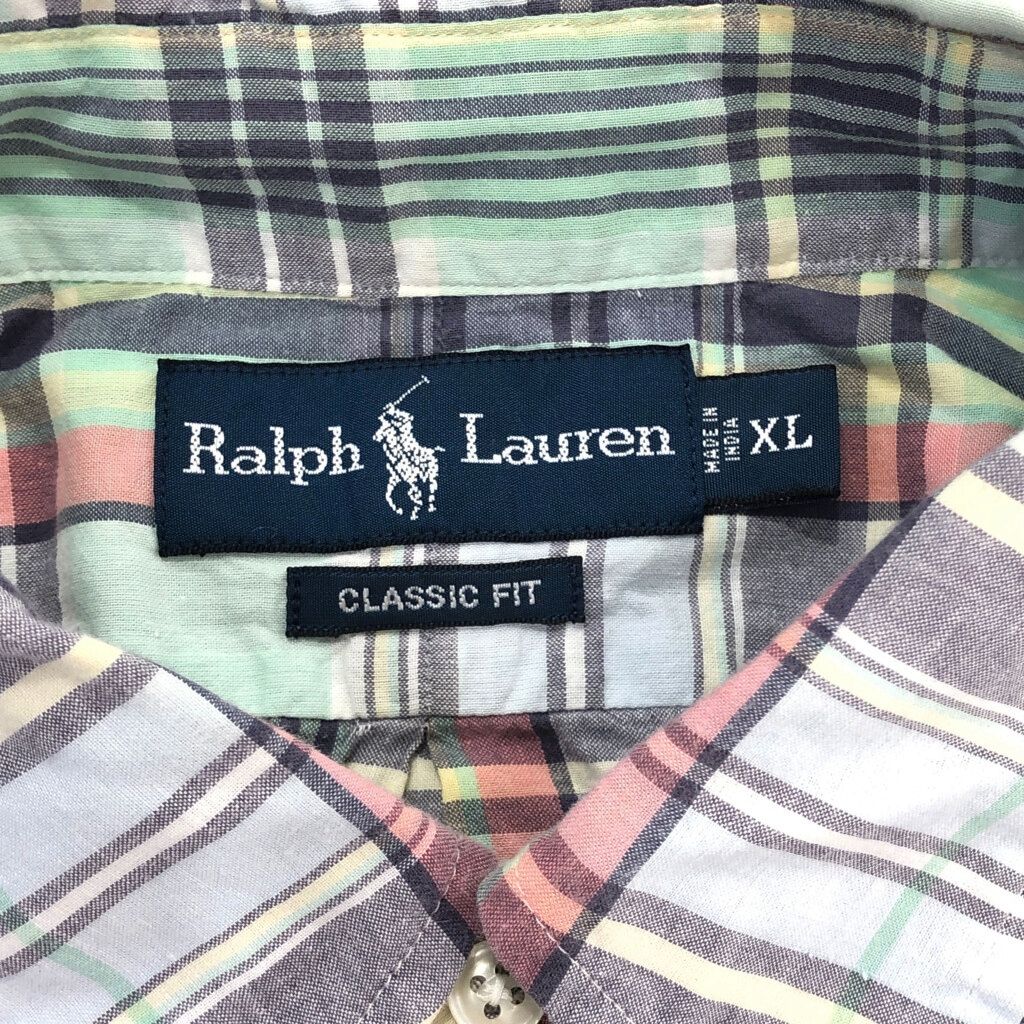 Ralph Lauren
MADE IN
INDIA
XL
CLASSIC FIT